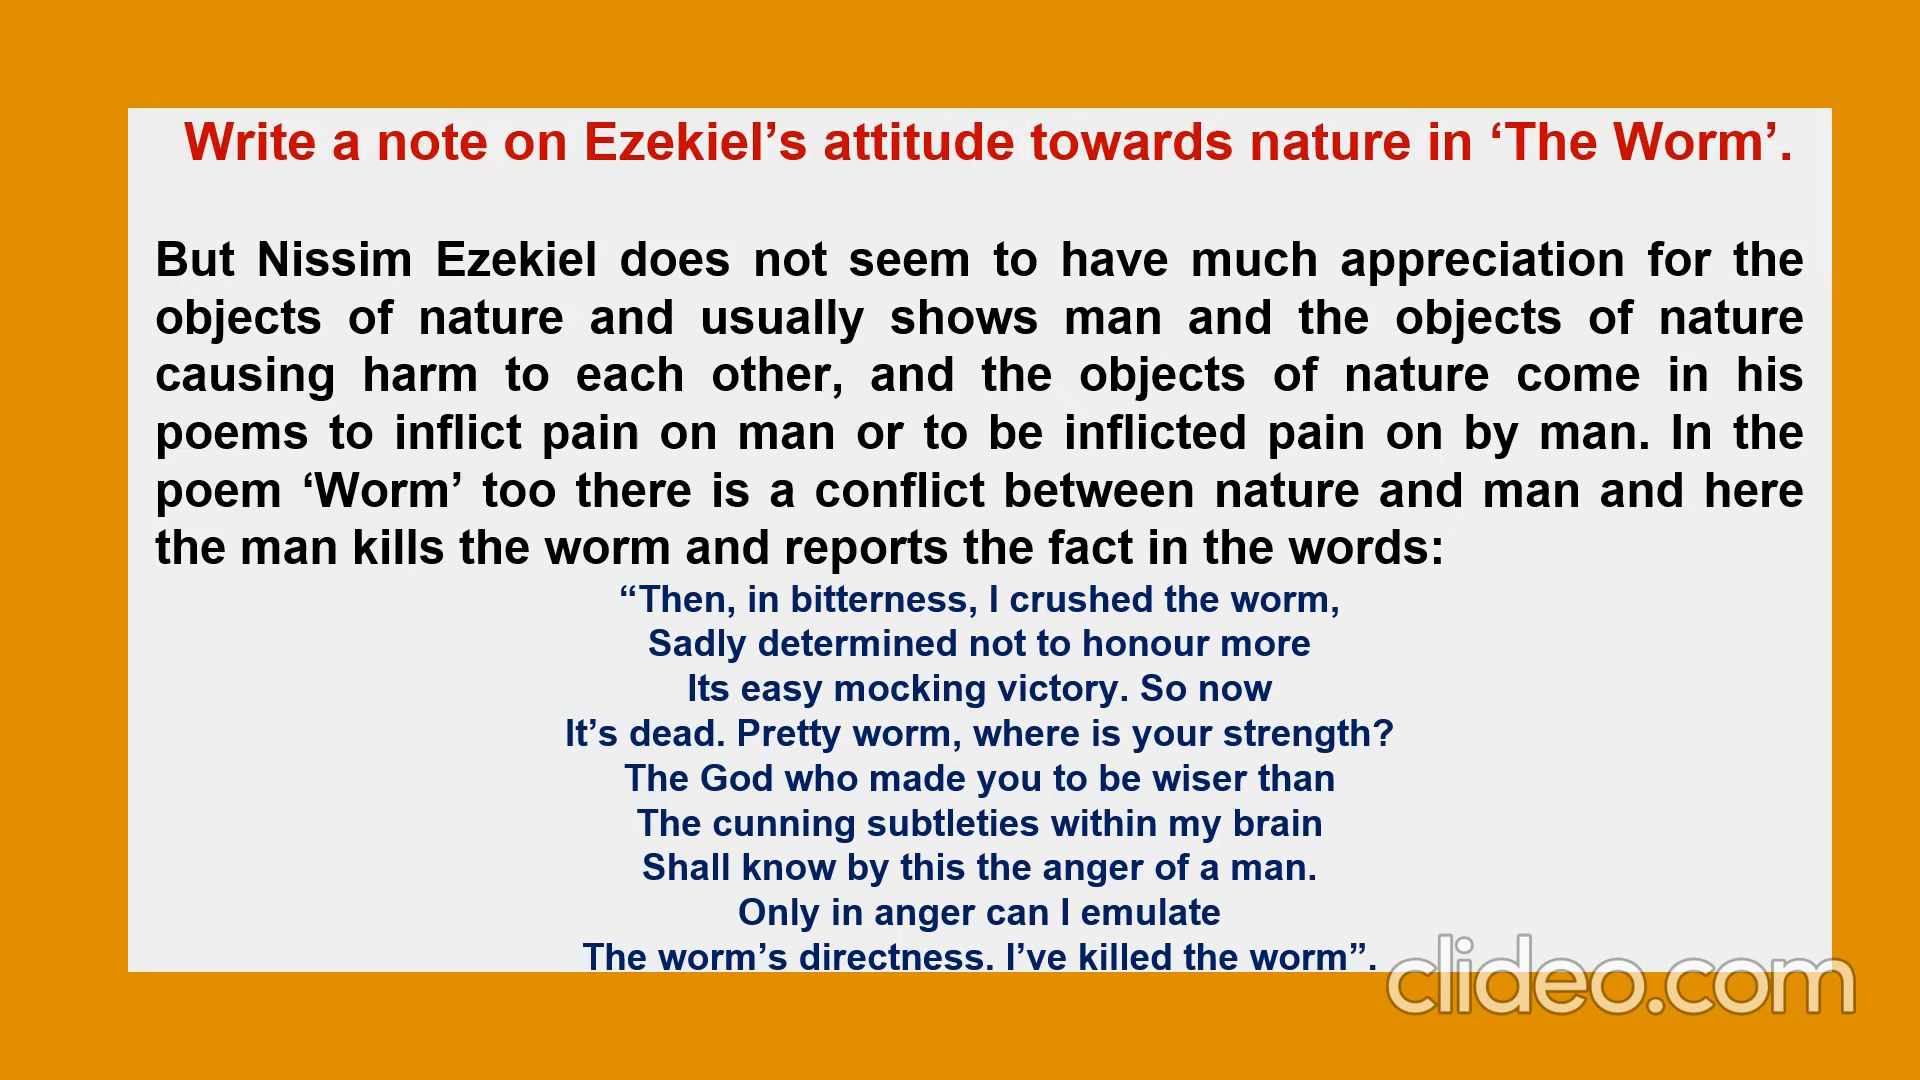 Write a note on Ezekiel’s attitude towards nature in ‘The Worm’.
But Nissim Ezekiel does not seem to have much appreciation for the
objects of nature and usually shows man and the objects of nature
causing harm to each other, and the objects of nature come in his
poems to inflict pain on man or to be inflicted pain on by man. In the
poem ‘Worm’ too there is a conflict between nature and man and here
the man kills the worm and reports the fact in the words:
“Then, in bitterness, I crushed the worm,
Sadly determined not to honour more
Its easy mocking victory. So now
It’s dead. Pretty worm, where is your strength?
The God who made you to be wiser than
The cunning subtleties within my brain
Shall know by this the anger of a man.
Only in anger can I emulate
The worm’s directness. I’ve killed the worm”.
clideo.com